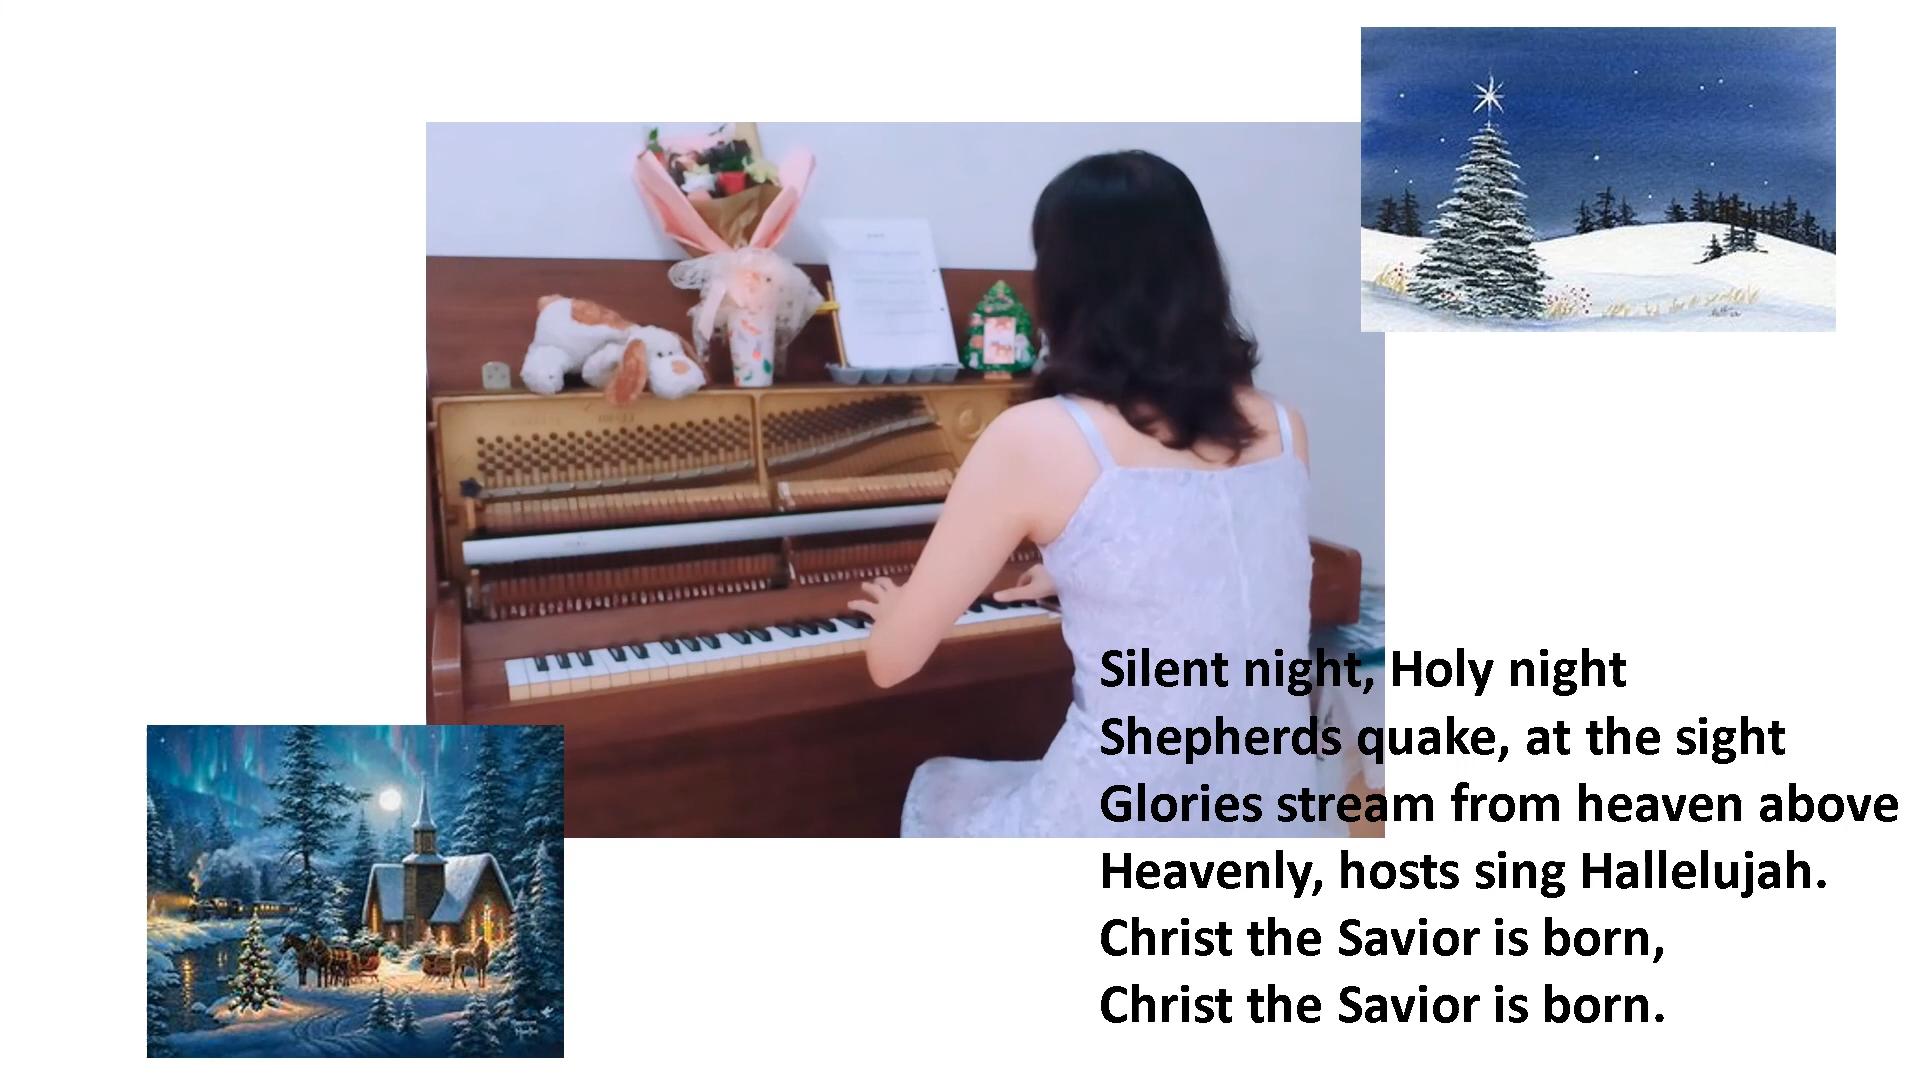 Silent night, Holy night
Shepherds quake, at the sight
Glories stream from heaven above
Heavenly, hosts sing Hallelujah.
Christ the Savior is born,
Christ the Savior is born.